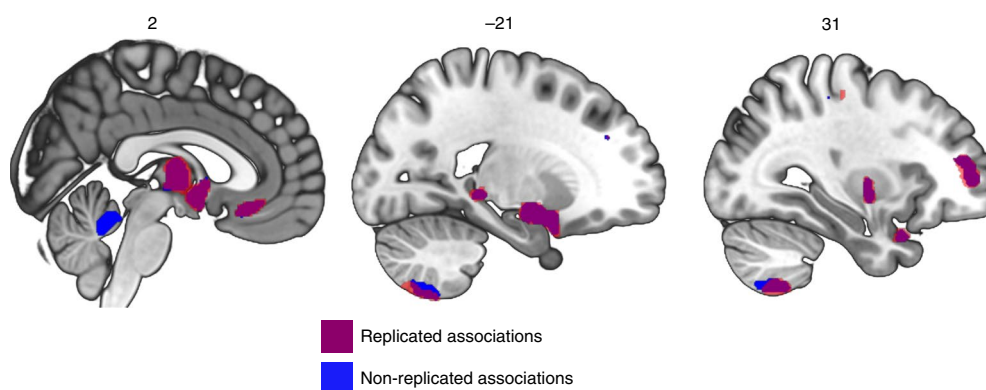 2
–21
31
Replicated associations
Non-replicated associations